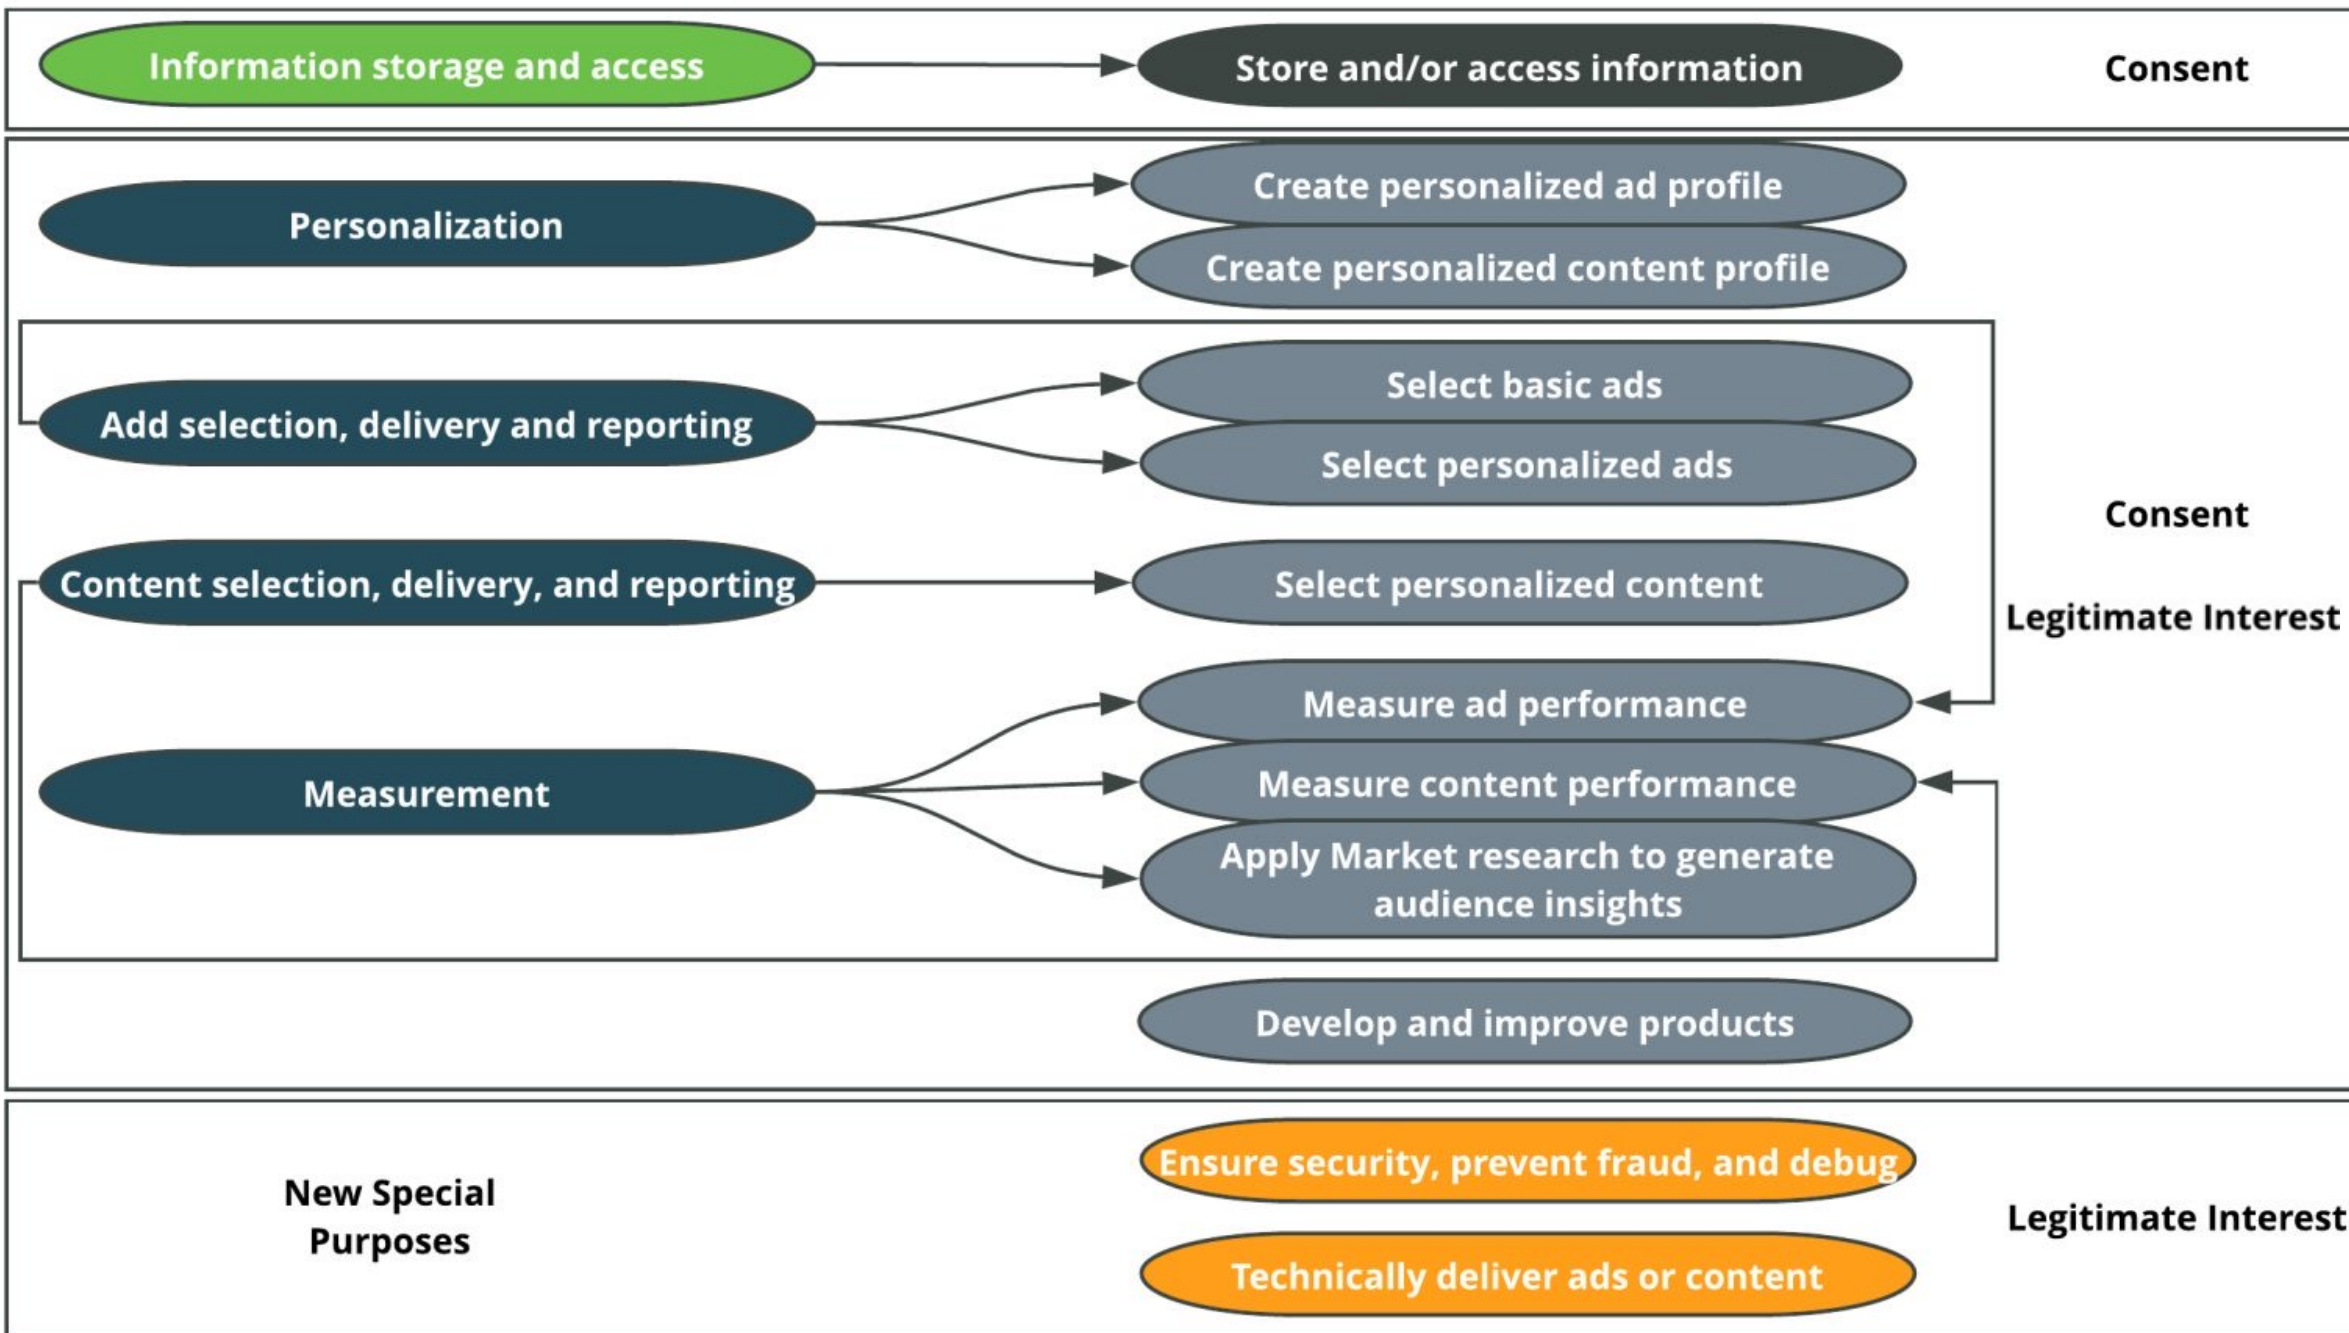 Information storage and access
Store and/or access information
Consent
Personalization
Create personalized ad profile
Create personalized content profile
Add selection, delivery and reporting
Select basic ads
Select personalized ads
Consent
Content selection, delivery, and reporting
Select personalized content
Legitimate Interest
Measurement
Measure ad performance
Measure content performance
Apply Market research to generate
audience insights
Develop and improve products
New Special
Purposes
Ensure security, prevent fraud, and debug
Technically deliver ads or content
Legitimate Interest